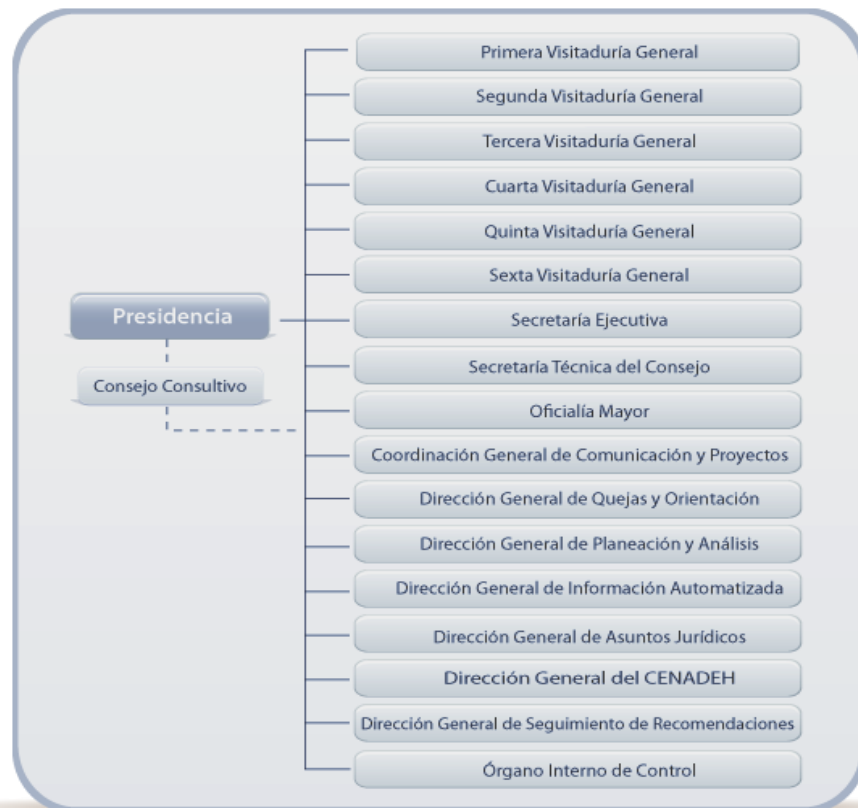 Primera Visitaduría General
Segunda Visitaduría General
Tercera Visitaduría General
Cuarta Visitaduría General
Quinta Visitaduría General
Sexta Visitaduría General
Presidencia
Secretaría Ejecutiva
Secretaría Técnica del Consejo
Consejo Consultivo
Oficialía Mayor
Coordinación General de Comunicación y Proyectos
Dirección General de Quejas y Orientación
Dirección General de Planeación y Análisis
Dirección General de Información Automatizada
Dirección General de Asuntos Jurídicos
Dirección General del CENADEH
Dirección General de Seguimiento de Recomendaciones
Órgano Interno de Control